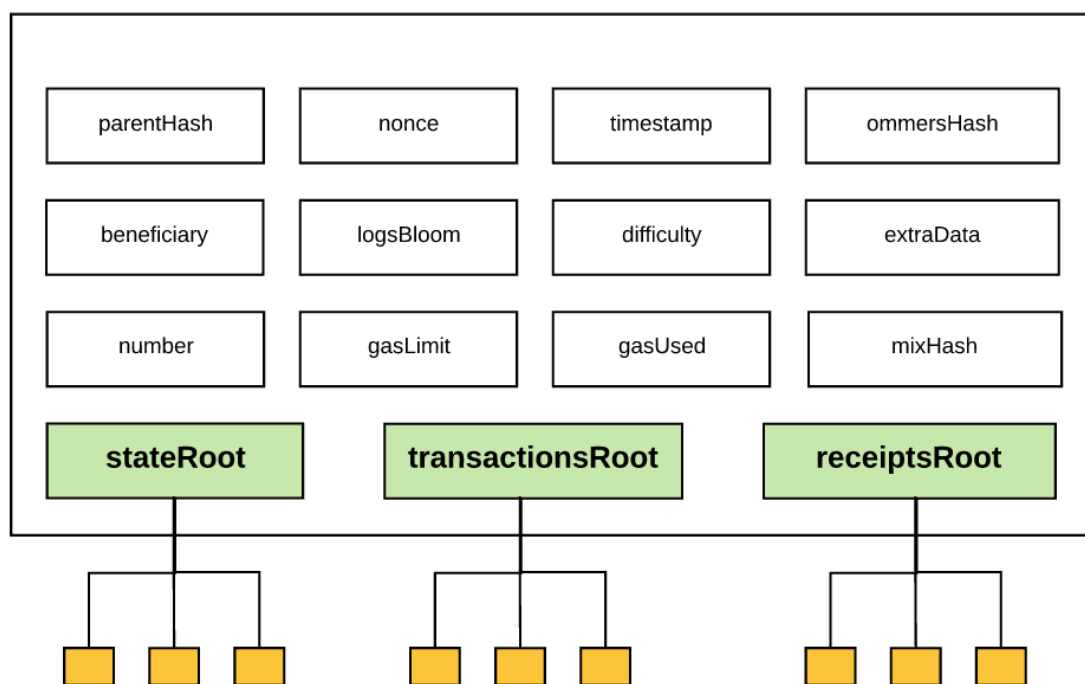 parentHash
nonce
timestamp
ommersHash
beneficiary
logsBloom
difficulty
extraData
number
gasLimit
gasUsed
mixHash
stateRoot
transactionsRoot
receiptsRoot